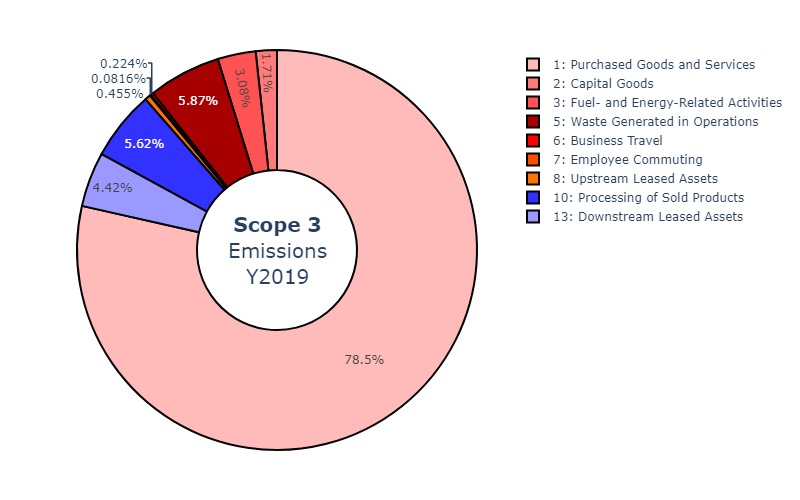 0.224%
0.0816%
0.455%
5.87%
3.08%
1.71%
5.62%
4.42%
78.5%
Scope 3
Emissions
Y2019
1: Purchased Goods and Services
2: Capital Goods
3: Fuel- and Energy-Related Activities
5: Waste Generated in Operations
6: Business Travel
7: Employee Commuting
8: Upstream Leased Assets
10: Processing of Sold Products
13: Downstream Leased Assets